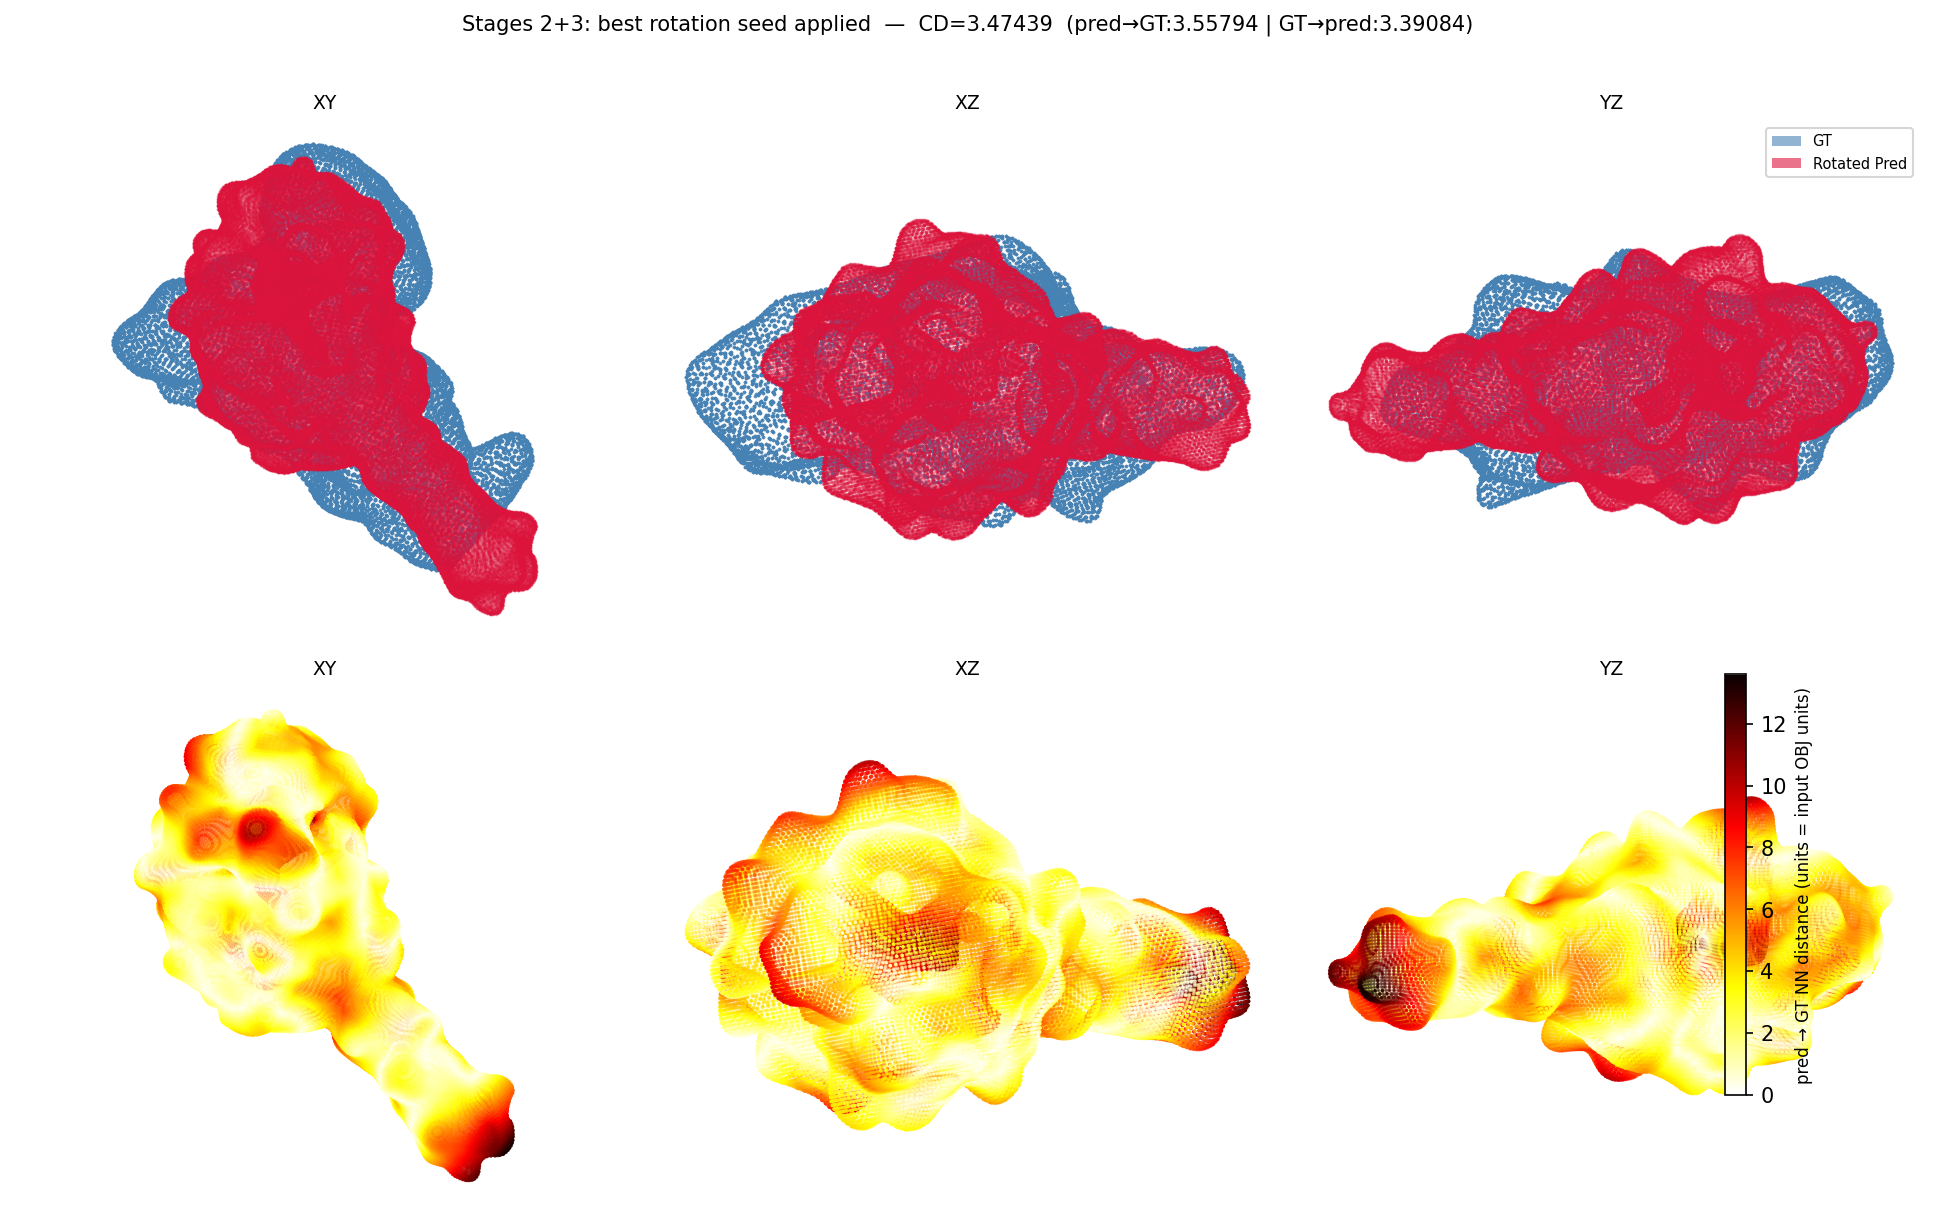 Stages 2+3: best rotation seed applied — CD=3.47439 (pred→GT:3.55794 | GT→pred:3.39084)
XY
XZ
YZ
GT
Rotated Pred
XY
XZ
YZ
12
10
8
6
4
2
0
pred → GT NN distance (units = input OBJ units)